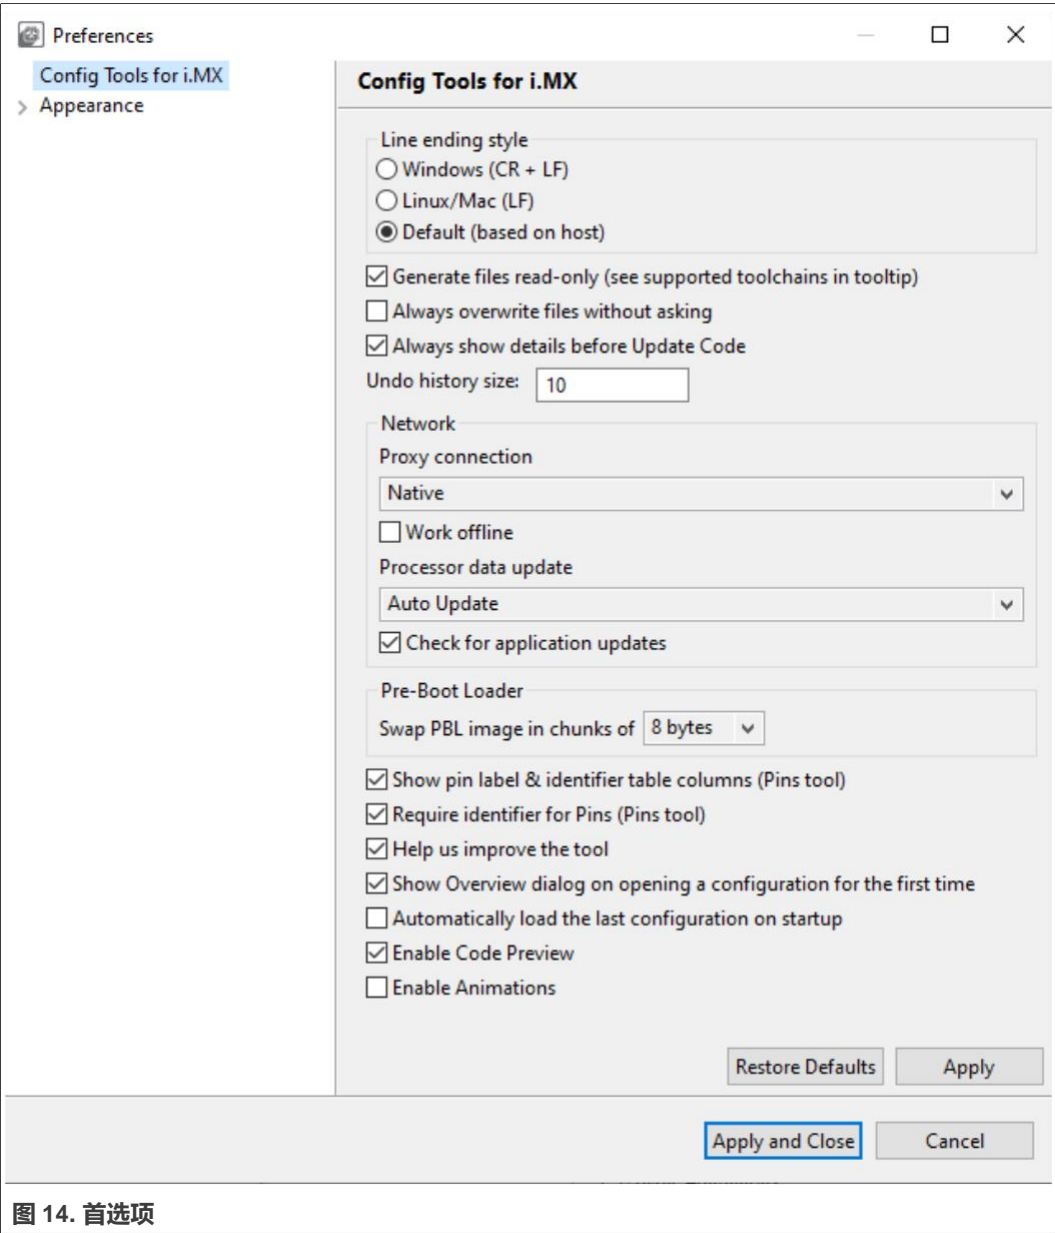 Preferences
Config Tools for i.MX
Appearance
Config Tools for i.MX
Line ending style
Windows (CR + LF)
Linux/Mac (LF)
Default (based on host)
Generate files read-only (see supported toolchains in tooltip)
Always overwrite files without asking
Always show details before Update Code
Undo history size: 10
Network
Proxy connection
Native
Work offline
Processor data update
Auto Update
Check for application updates
Pre-Boot Loader
Swap PBL image in chunks of 8 bytes
Show pin label & identifier table columns (Pins tool)
Require identifier for Pins (Pins tool)
Help us improve the tool
Show Overview dialog on opening a configuration for the first time
Automatically load the last configuration on startup
Enable Code Preview
Enable Animations
Restore Defaults Apply
Apply and Close Cancel
图 14. 首选项